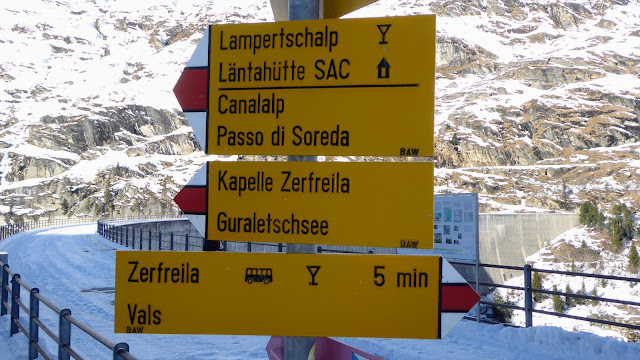 Lampertschalp
Läntahütte SAC
Canalalp
Passo di Soreda
BAW
Kapelle Zerfreila
Guraletschsee
BAW
Zerfreila 5 min
Vals
BAW